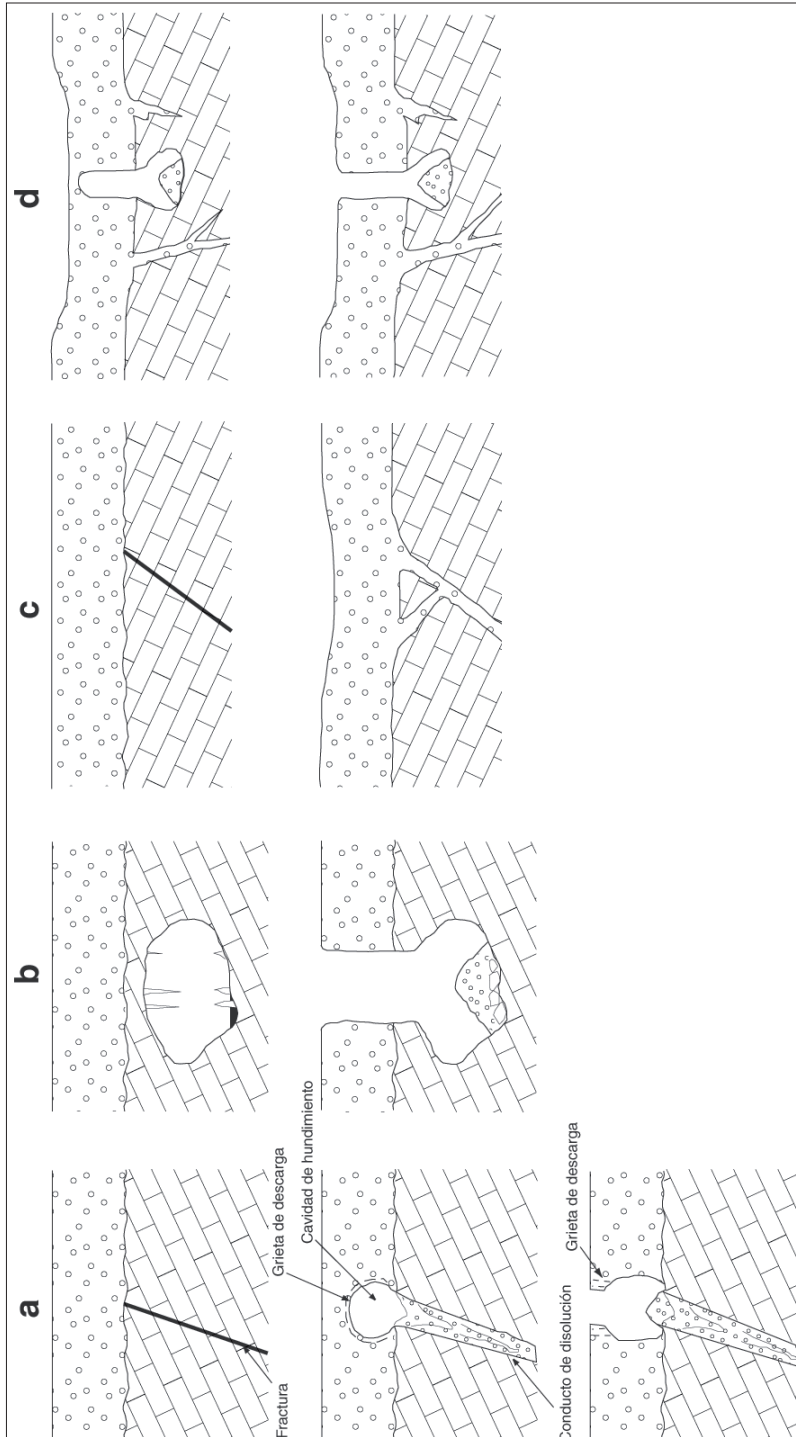 a
b
c
d
Fractura
Grieta de descarga
Cavidad de hundimiento
Conducto de disolución
Grieta de descarga